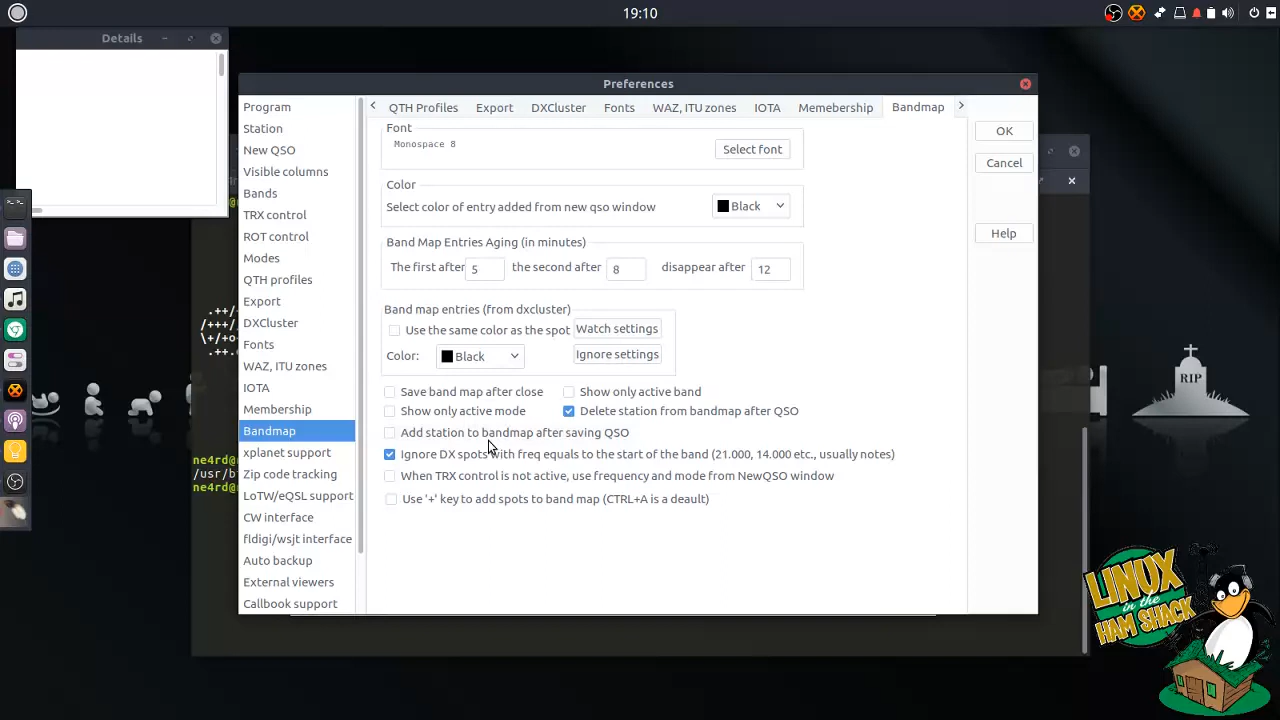 19:10
Details
Preferences
Program
Station
New QSO
Visible columns
Bands
TRX control
ROT control
Modes
QTH profiles
Export
DXCluster
Fonts
WAZ, ITU zones
IOTA
Membership
Bandmap
xplanet support
Zip code tracking
LoTW/eQSL support
CW interface
fldigi/wsjt interface
Auto backup
External viewers
Callbook support
QTH Profiles Export DXCluster Fonts WAZ, ITU zones IOTA Memebership Bandmap
Font
Monospace 8
Select font
Color
Select color of entry added from new qso window Black
Band Map Entries Aging (in minutes)
The first after 5 the second after 8 disappear after 12
Band map entries (from dxcluster)
Use the same color as the spot Watch settings
Color: Black Ignore settings
Save band map after close Show only active band
Show only active mode Delete station from bandmap after QSO
Add station to bandmap after saving QSO
Ignore DX spots with freq equals to the start of the band (21.000, 14.000 etc., usually notes)
When TRX control is not active, use frequency and mode from NewQSO window
Use '+' key to add spots to band map (CTRL+A is a deault)
OK
Cancel
Help
.++/
/+++/
\+/+o
.++.
ne4rd@
/usr/b
ne4rd@
RIP
LINUX
in the
HAM SHACK